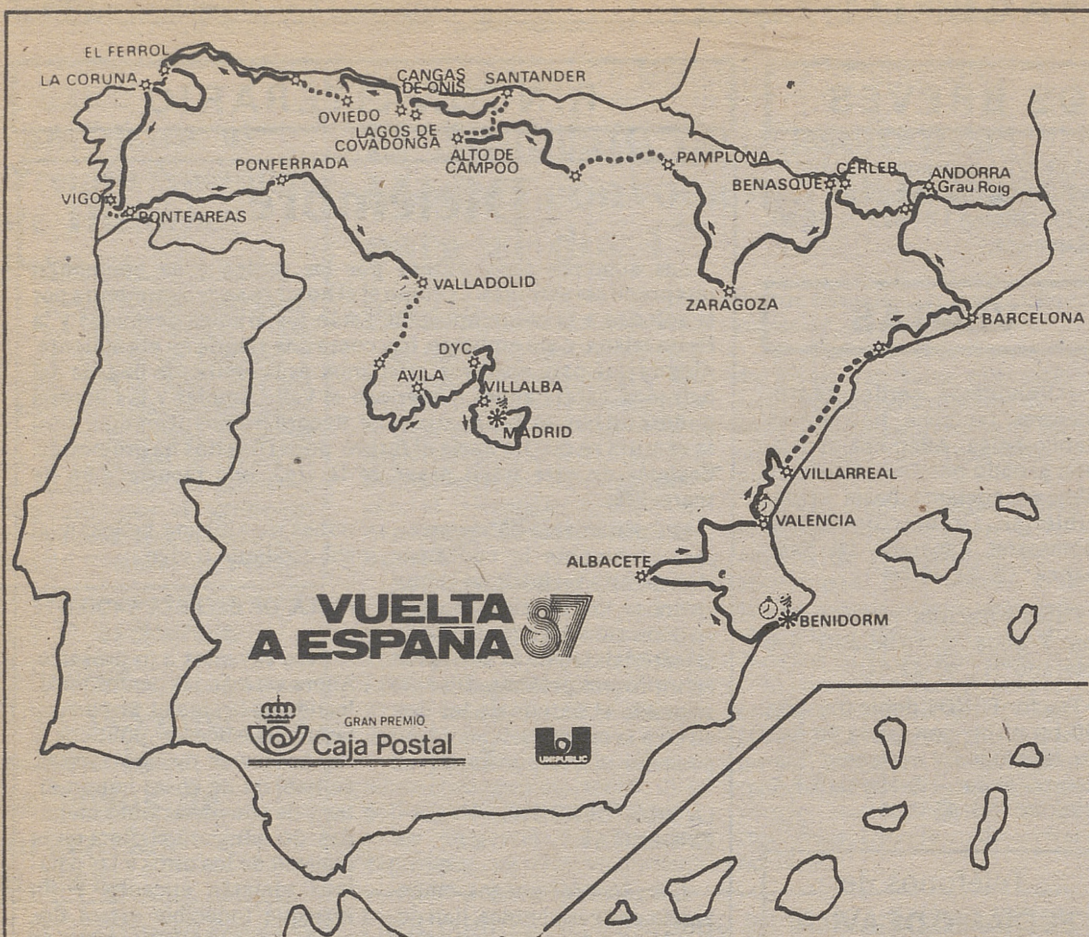 EL FERROL
LA CORUNA
CANGAS
DE ONIS
SANTANDER
OVIEDO
LAGOS DE
COVADONGA
ALTO DE
CAMPOO
PONFERRADA
PAMPLONA
BENASQUE
CERLER
ANDORRA
Grau Roig
VIGO
PONTEAREAS
VALLADOLID
ZARAGOZA
BARCELONA
DYC
AVILA
VILLALBA
MADRID
VILLARREAL
VALENCIA
ALBACETE
BENIDORM
VUELTA
A ESPAÑA
87
GRAN PREMIO
Caja Postal
UNIPUBLIC